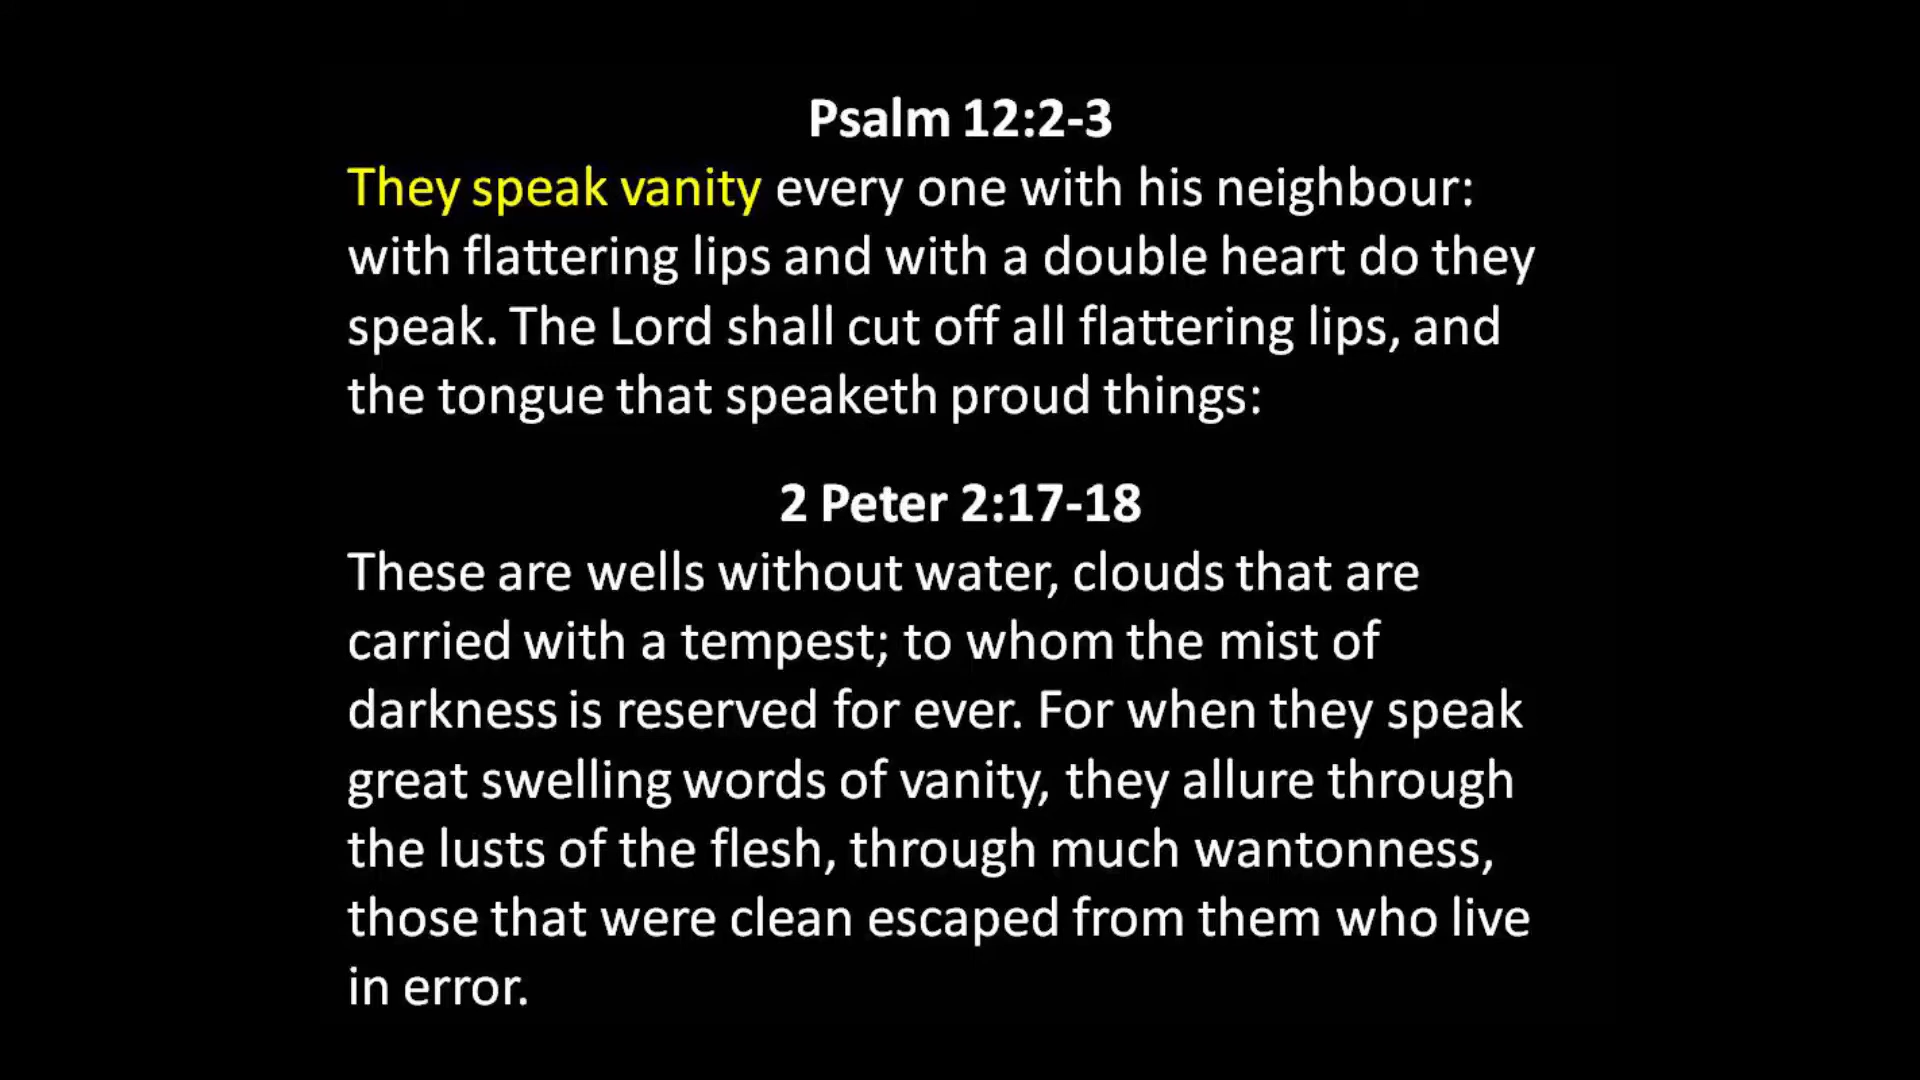 Psalm 12:2-3
They speak vanity every one with his neighbour:
with flattering lips and with a double heart do they
speak. The Lord shall cut off all flattering lips, and
the tongue that speaketh proud things:
2 Peter 2:17-18
These are wells without water, clouds that are
carried with a tempest; to whom the mist of
darkness is reserved for ever. For when they speak
great swelling words of vanity, they allure through
the lusts of the flesh, through much wantonness,
those that were clean escaped from them who live
in error.